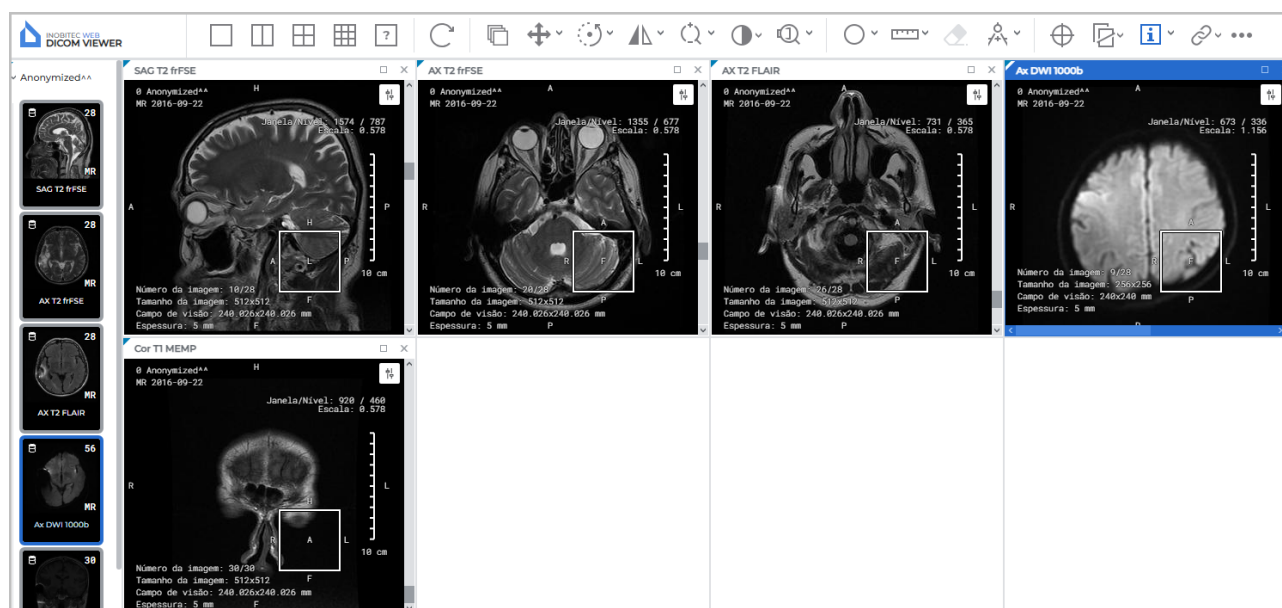 INOBITEC WEB
DICOM VIEWER
?
1
i
Anonymized^^
28
MR
SAG T2 frFSE
28
MR
AX T2 frFSE
28
MR
AX T2 FLAIR
56
MR
Ax DWI 1000b
30
SAG T2 frFSE
0 Anonymized^^
MR 2016-09-22
H
Janela/Nível: 1574 / 787
Escala: 0.578
A
P
H
A L P
F
10 cm
Número da imagem: 10/28
Tamanho da imagem: 512x512
Campo de visão: 240.026x240.026 mm
Espessura: 5 mm
F
AX T2 frFSE
0 Anonymized^^
MR 2016-09-22
A
Janela/Nível: 1355 / 677
Escala: 0.578
R
L
A
R F L
P
10 cm
Número da imagem: 20/28
Tamanho da imagem: 512x512
Campo de visão: 240.026x240.026 mm
Espessura: 5 mm
P
AX T2 FLAIR
0 Anonymized^^
MR 2016-09-22
A
Janela/Nível: 731 / 365
Escala: 0.578
R
L
A
R F L
P
10 cm
Número da imagem: 26/28
Tamanho da imagem: 512x512
Campo de visão: 240.026x240.026 mm
Espessura: 5 mm
P
Ax DWI 1000b
0 Anonymized^^
MR 2016-09-22
A
Janela/Nível: 673 / 336
Escala: 1.156
R
L
A
R F L
P
10 cm
Número da imagem: 9/28
Tamanho da imagem: 256x256
Campo de visão: 240x240 mm
Espessura: 5 mm
Cor T1 MEMP
0 Anonymized^^
MR 2016-09-22
H
Janela/Nível: 920 / 460
Escala: 0.578
R
L
H
R A L
F
10 cm
Número da imagem: 30/30
Tamanho da imagem: 512x512
Campo de visão: 240.026x240.026 mm
Espessura: 5 mm
F